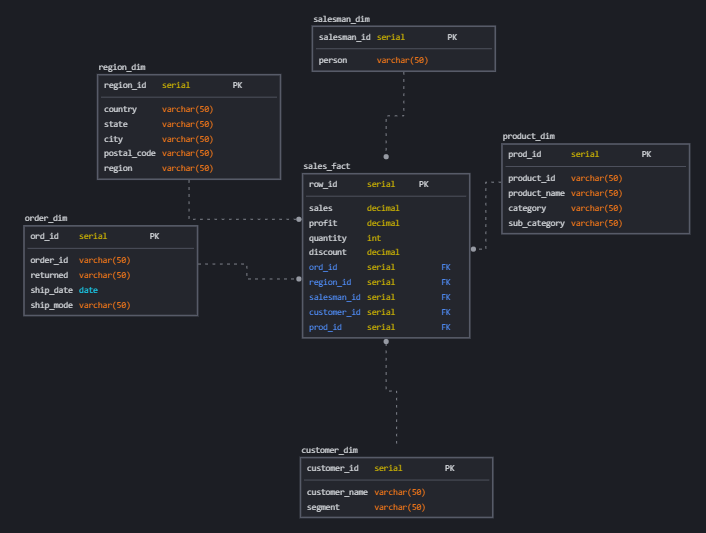 salesman_dim
salesman_id serial PK
person varchar(50)
region_dim
region_id serial PK
country varchar(50)
state varchar(50)
city varchar(50)
postal_code varchar(50)
region varchar(50)
product_dim
prod_id serial PK
product_id varchar(50)
product_name varchar(50)
category varchar(50)
sub_category varchar(50)
sales_fact
row_id serial PK
sales decimal
profit decimal
quantity int
discount decimal
ord_id serial FK
region_id serial FK
salesman_id serial FK
customer_id serial FK
prod_id serial FK
order_dim
ord_id serial PK
order_id varchar(50)
returned varchar(50)
ship_date date
ship_mode varchar(50)
customer_dim
customer_id serial PK
customer_name varchar(50)
segment varchar(50)